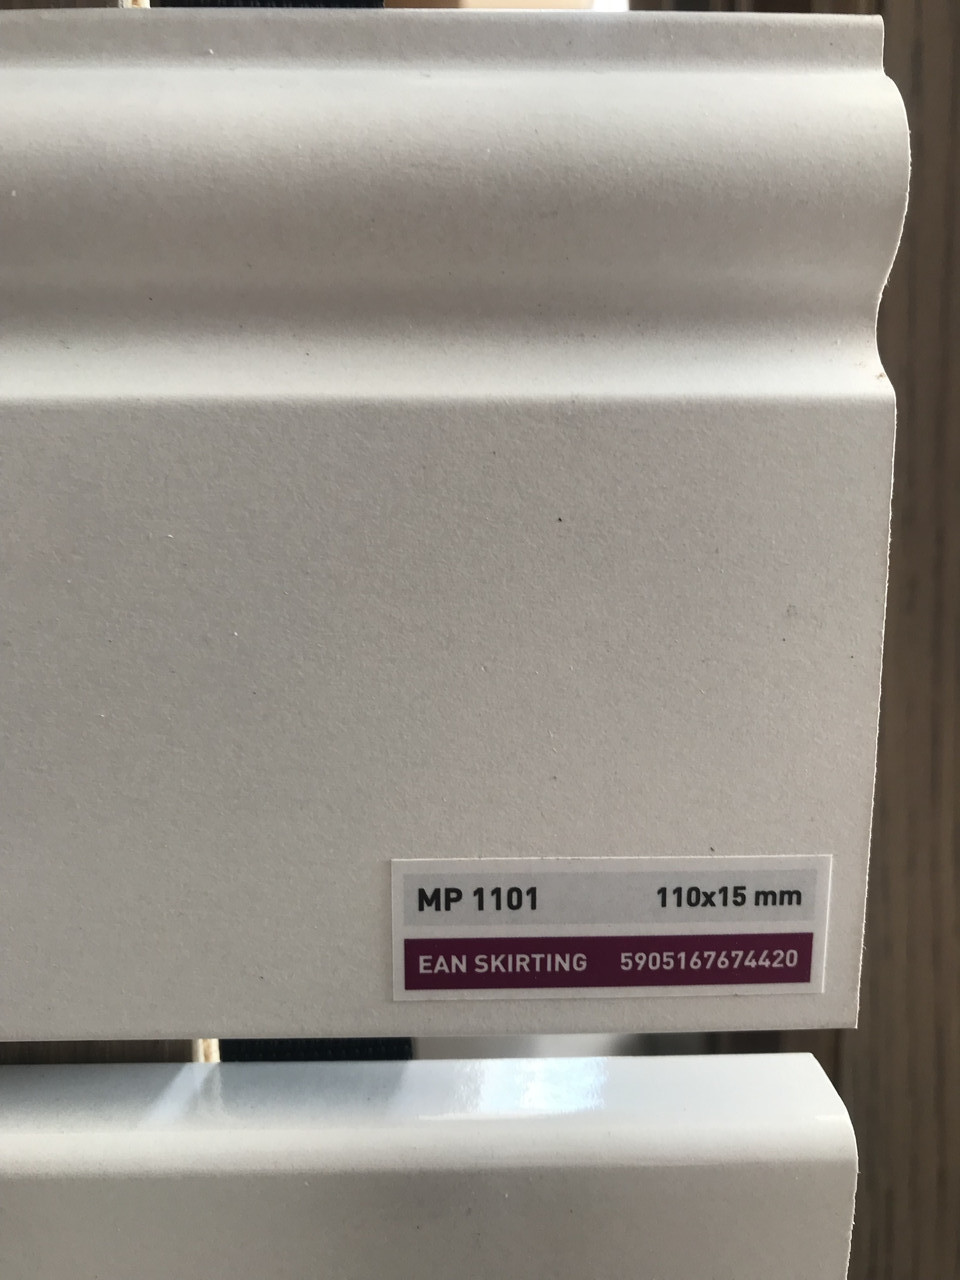 MP 1101 110x15 mm
EAN SKIRTING 5905167674420